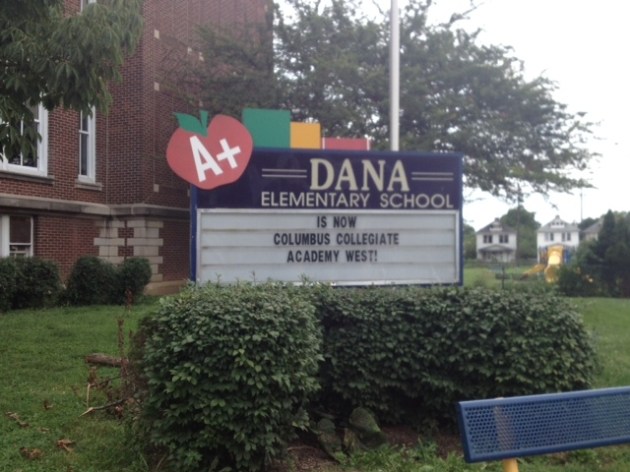 A+
DANA
ELEMENTARY SCHOOL
IS NOW
COLUMBUS COLLEGIATE
ACADEMY WEST!